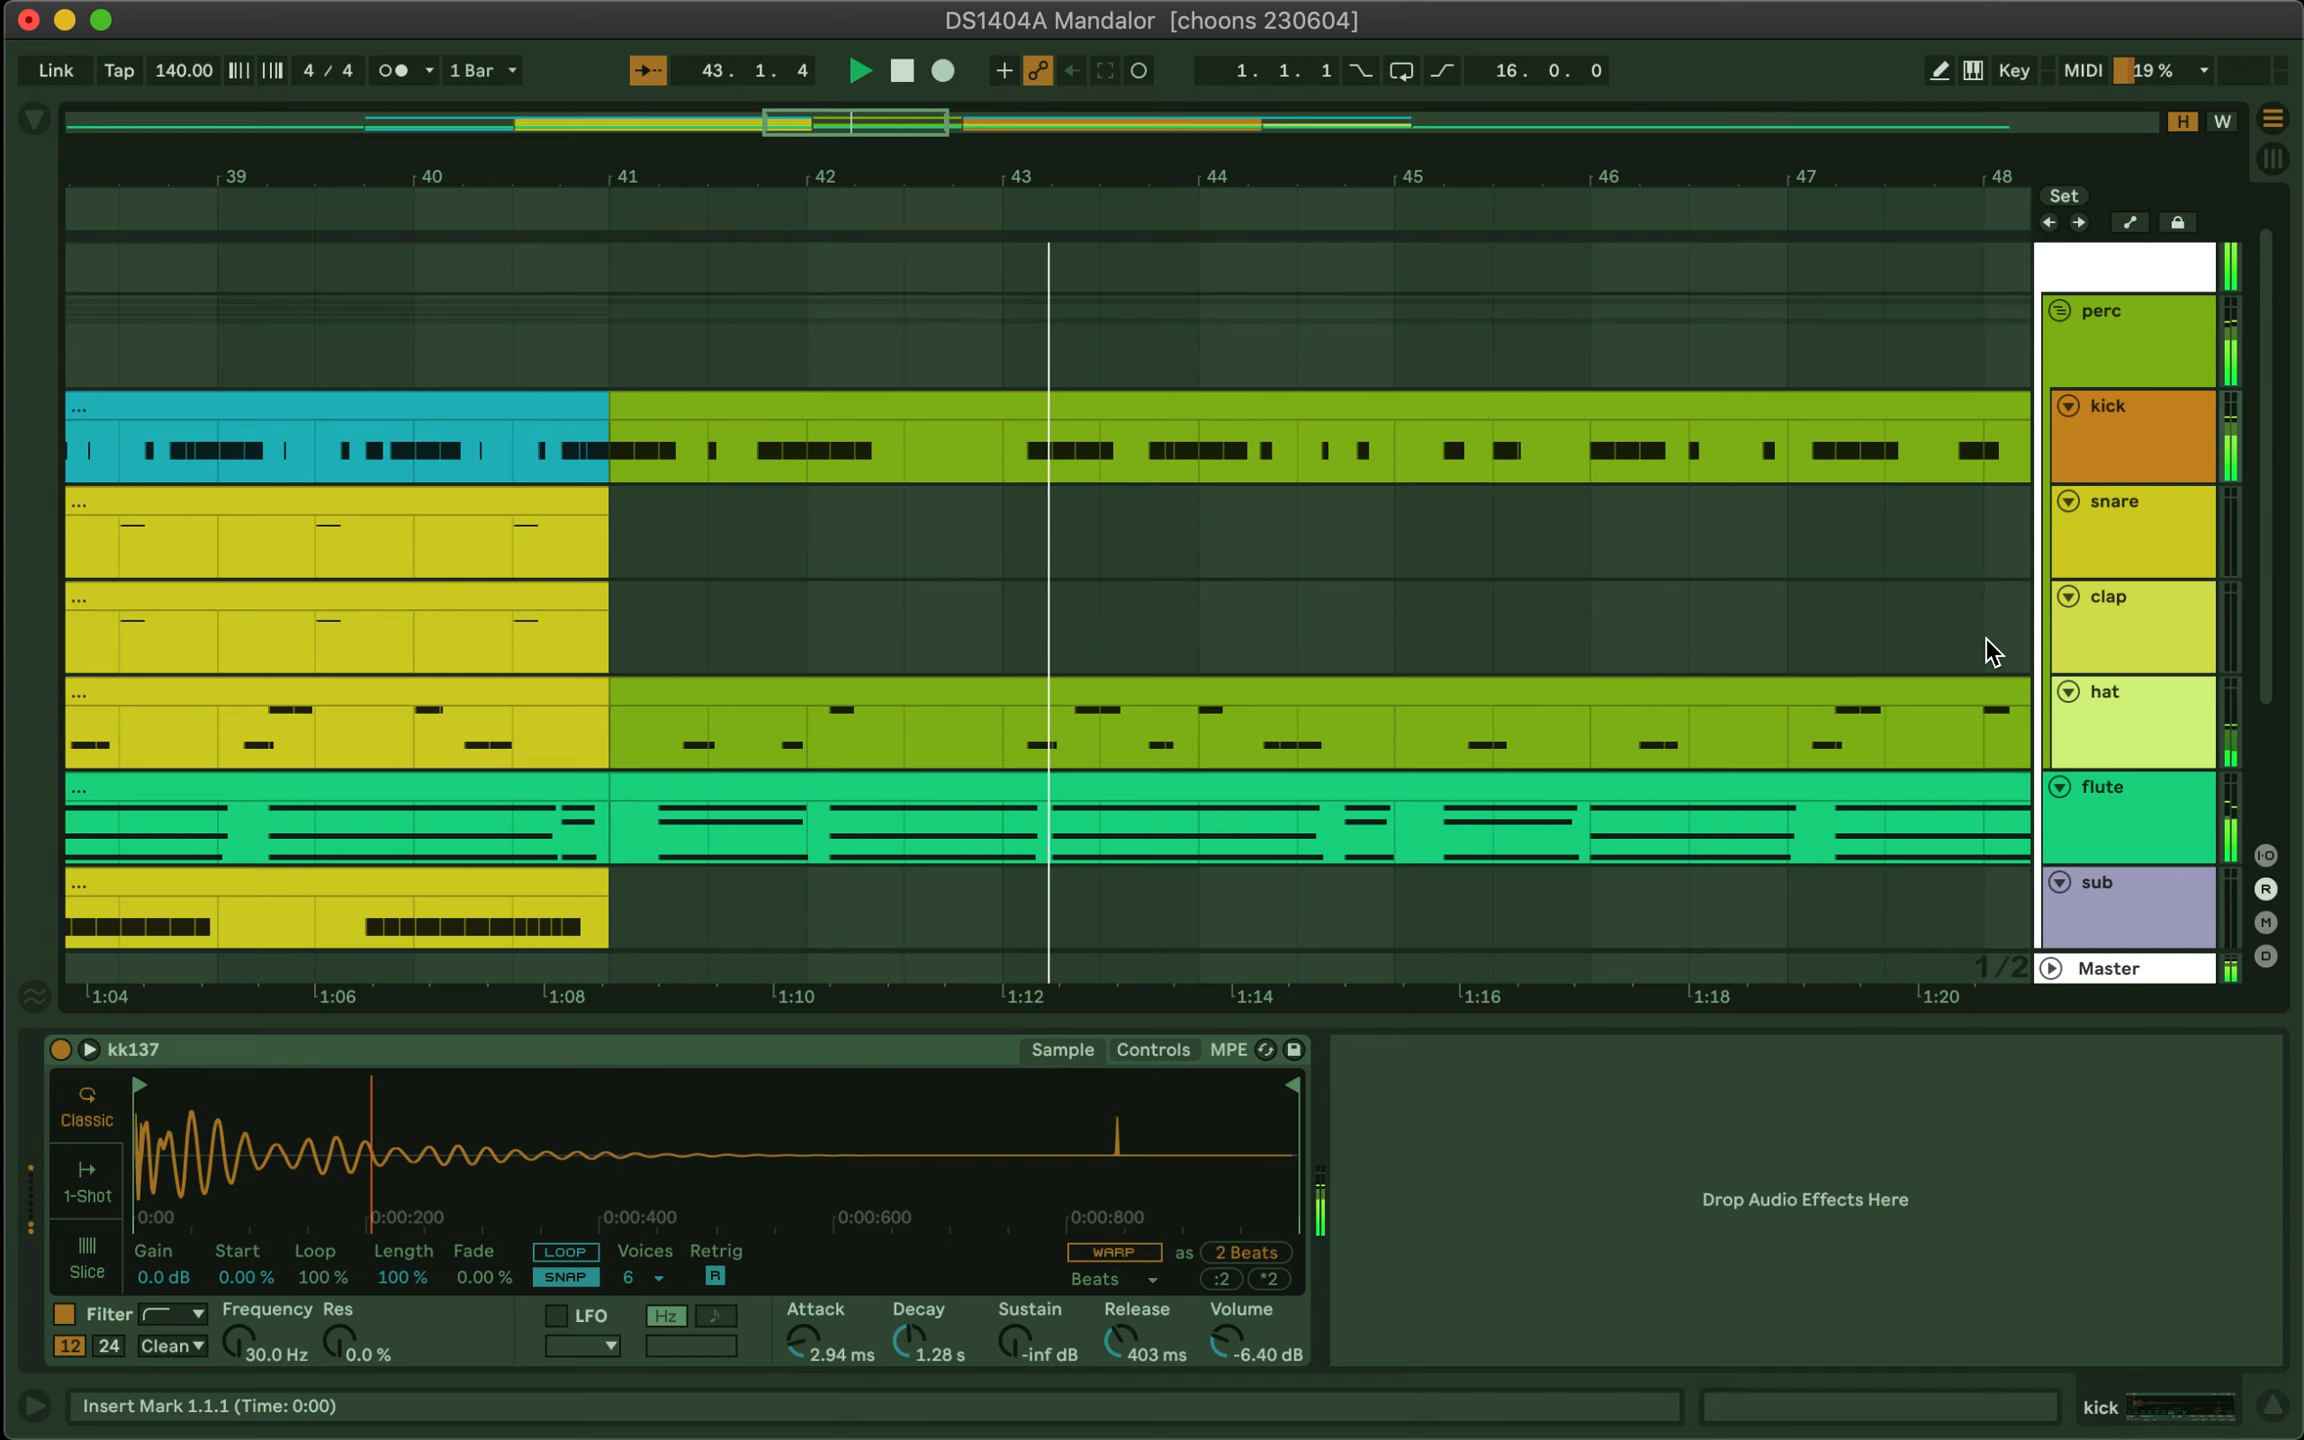 DS1404A Mandalor [choons 230604]
Link Tap 140.00 4 / 4 1 Bar 43. 1. 4 1. 1. 1 16. 0. 0 Key MIDI 19 %
H W
39 40 41 42 43 44 45 46 47 48
Set
perc
... kick
... snare
... clap
... hat
... flute
... sub
1/2 Master
1:04 1:06 1:08 1:10 1:12 1:14 1:16 1:18 1:20
I·O
R
M
D
kk137 Sample Controls MPE
Classic
1-Shot
Slice
0:00 0:00:200 0:00:400 0:00:600 0:00:800
Gain Start Loop Length Fade LOOP Voices Retrig WARP as 2 Beats
0.0 dB 0.00 % 100 % 100 % 0.00 % SNAP 6 R Beats :2 *2
Filter Frequency Res LFO Hz Attack Decay Sustain Release Volume
12 24 Clean 30.0 Hz 0.0 % 2.94 ms 1.28 s -inf dB 403 ms -6.40 dB
Drop Audio Effects Here
Insert Mark 1.1.1 (Time: 0:00) kick